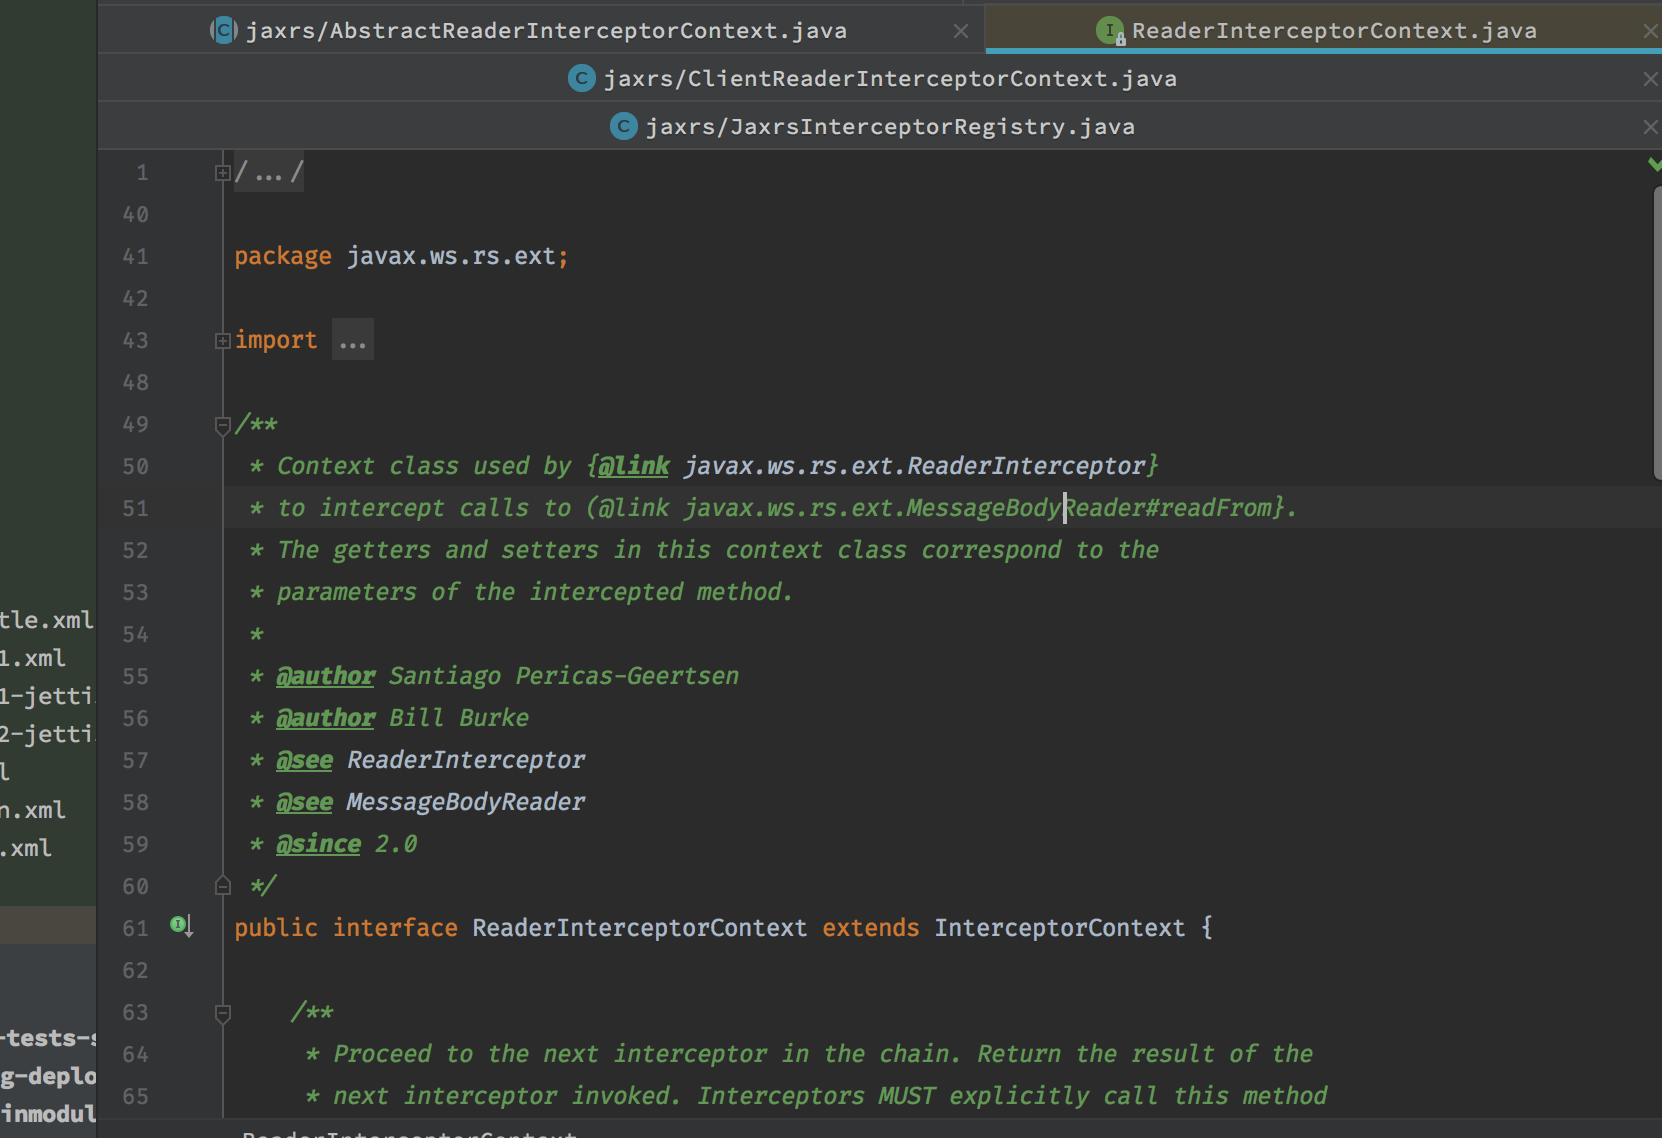 jaxrs/AbstractReaderInterceptorContext.java
ReaderInterceptorContext.java
jaxrs/ClientReaderInterceptorContext.java
jaxrs/JaxrsInterceptorRegistry.java
1 /.../
40
41 package javax.ws.rs.ext;
42
43 import ...
48
49 /**
50 * Context class used by {@link javax.ws.rs.ext.ReaderInterceptor}
51 * to intercept calls to (@link javax.ws.rs.ext.MessageBodyReader#readFrom}.
52 * The getters and setters in this context class correspond to the
53 * parameters of the intercepted method.
54 *
55 * @author Santiago Pericas-Geertsen
56 * @author Bill Burke
57 * @see ReaderInterceptor
58 * @see MessageBodyReader
59 * @since 2.0
60 */
61 public interface ReaderInterceptorContext extends InterceptorContext {
62
63 /**
64 * Proceed to the next interceptor in the chain. Return the result of the
65 * next interceptor invoked. Interceptors MUST explicitly call this method
ReaderInterceptorContext
tle.xml
1.xml
1-jetti
2-jetti
l
n.xml
.xml
-tests-s
g-deplo
inmodul